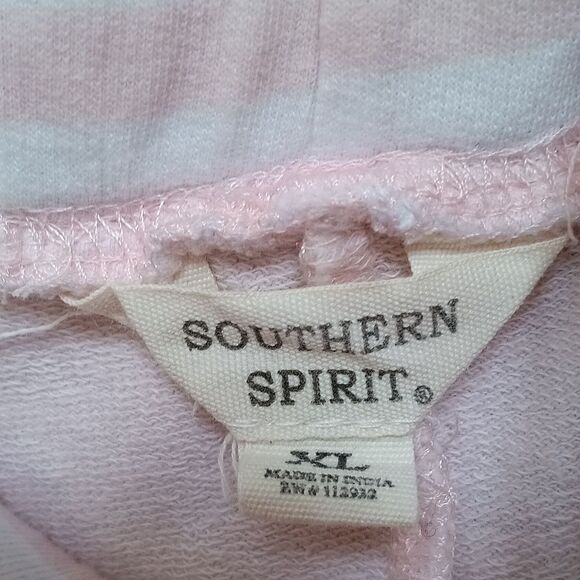 SOUTHERN
SPIRIT®
XL
MADE IN INDIA
RN # 112932